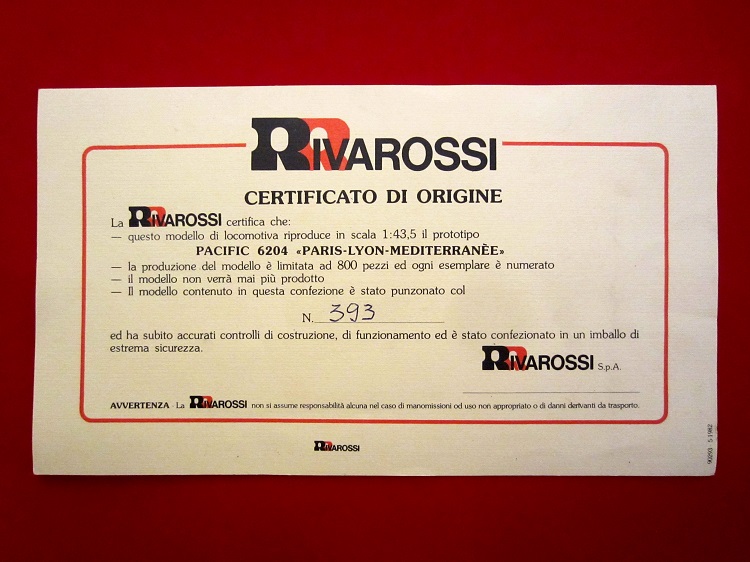 RIVAROSSI
CERTIFICATO DI ORIGINE
La RIVAROSSI certifica che:
— questo modello di locomotiva riproduce in scala 1:43,5 il prototipo
PACIFIC 6204 «PARIS-LYON-MEDITERRANÈE»
— la produzione del modello è limitata ad 800 pezzi ed ogni esemplare è numerato
— il modello non verrà mai più prodotto
— Il modello contenuto in questa confezione è stato punzonato col
N. 393
ed ha subito accurati controlli di costruzione, di funzionamento ed è stato confezionato in un imballo di
estrema sicurezza.
RIVAROSSI S.p.A.
AVVERTENZA - La RIVAROSSI non si assume responsabilità alcuna nel caso di manomissioni od uso non appropriato o di danni derivanti da trasporto.
RIVAROSSI
5-1982